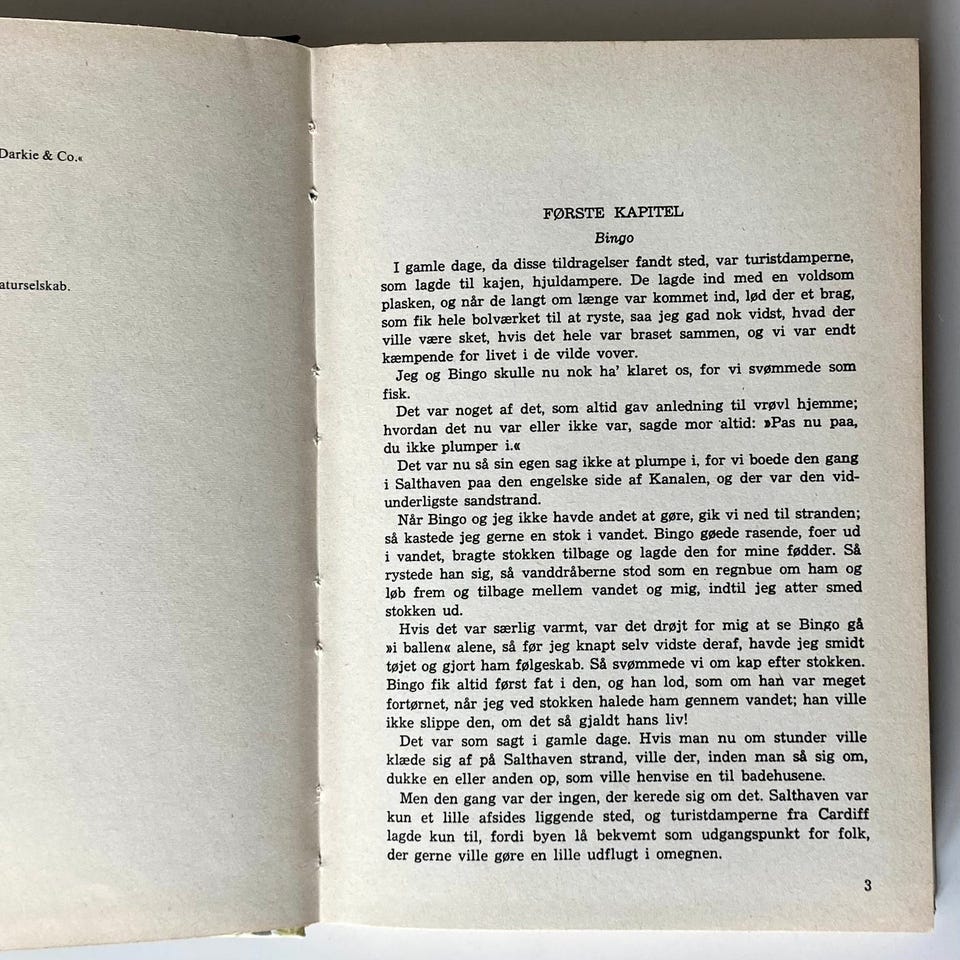 Darkie & Co.«
aturselskab.
FØRSTE KAPITEL
Bingo
I gamle dage, da disse tildragelser fandt sted, var turistdamperne,
som lagde til kajen, hjuldampere. De lagde ind med en voldsom
plasken, og når de langt om længe var kommet ind, lød der et brag,
som fik hele bolværket til at ryste, saa jeg gad nok vidst, hvad der
ville være sket, hvis det hele var braset sammen, og vi var endt
kæmpende for livet i de vilde vover.
Jeg og Bingo skulle nu nok ha' klaret os, for vi svømmede som
fisk.
Det var noget af det, som altid gav anledning til vrøvl hjemme;
hvordan det nu var eller ikke var, sagde mor altid: »Pas nu paa,
du ikke plumper i.«
Det var nu så sin egen sag ikke at plumpe i, for vi boede den gang
i Salthaven paa den engelske side af Kanalen, og der var den vid-
underligste sandstrand.
Når Bingo og jeg ikke havde andet at gøre, gik vi ned til stranden;
så kastede jeg gerne en stok i vandet. Bingo gøede rasende, foer ud
i vandet, bragte stokken tilbage og lagde den for mine fødder. Så
rystede han sig, så vanddråberne stod som en regnbue om ham og
løb frem og tilbage mellem vandet og mig, indtil jeg atter smed
stokken ud.
Hvis det var særlig varmt, var det drøjt for mig at se Bingo gå
»i ballen« alene, så før jeg knapt selv vidste deraf, havde jeg smidt
tøjet og gjort ham følgeskab. Så svømmede vi om kap efter stokken.
Bingo fik altid først fat i den, og han lod, som om han var meget
fortørnet, når jeg ved stokken halede ham gennem vandet; han ville
ikke slippe den, om det så gjaldt hans liv!
Det var som sagt i gamle dage. Hvis man nu om stunder ville
klæde sig af på Salthaven strand, ville der, inden man så sig om,
dukke en eller anden op, som ville henvise en til badehusene.
Men den gang var der ingen, der kerede sig om det. Salthaven var
kun et lille afsides liggende sted, og turistdamperne fra Cardiff
lagde kun til, fordi byen lå bekvemt som udgangspunkt for folk,
der gerne ville gøre en lille udflugt i omegnen.
3